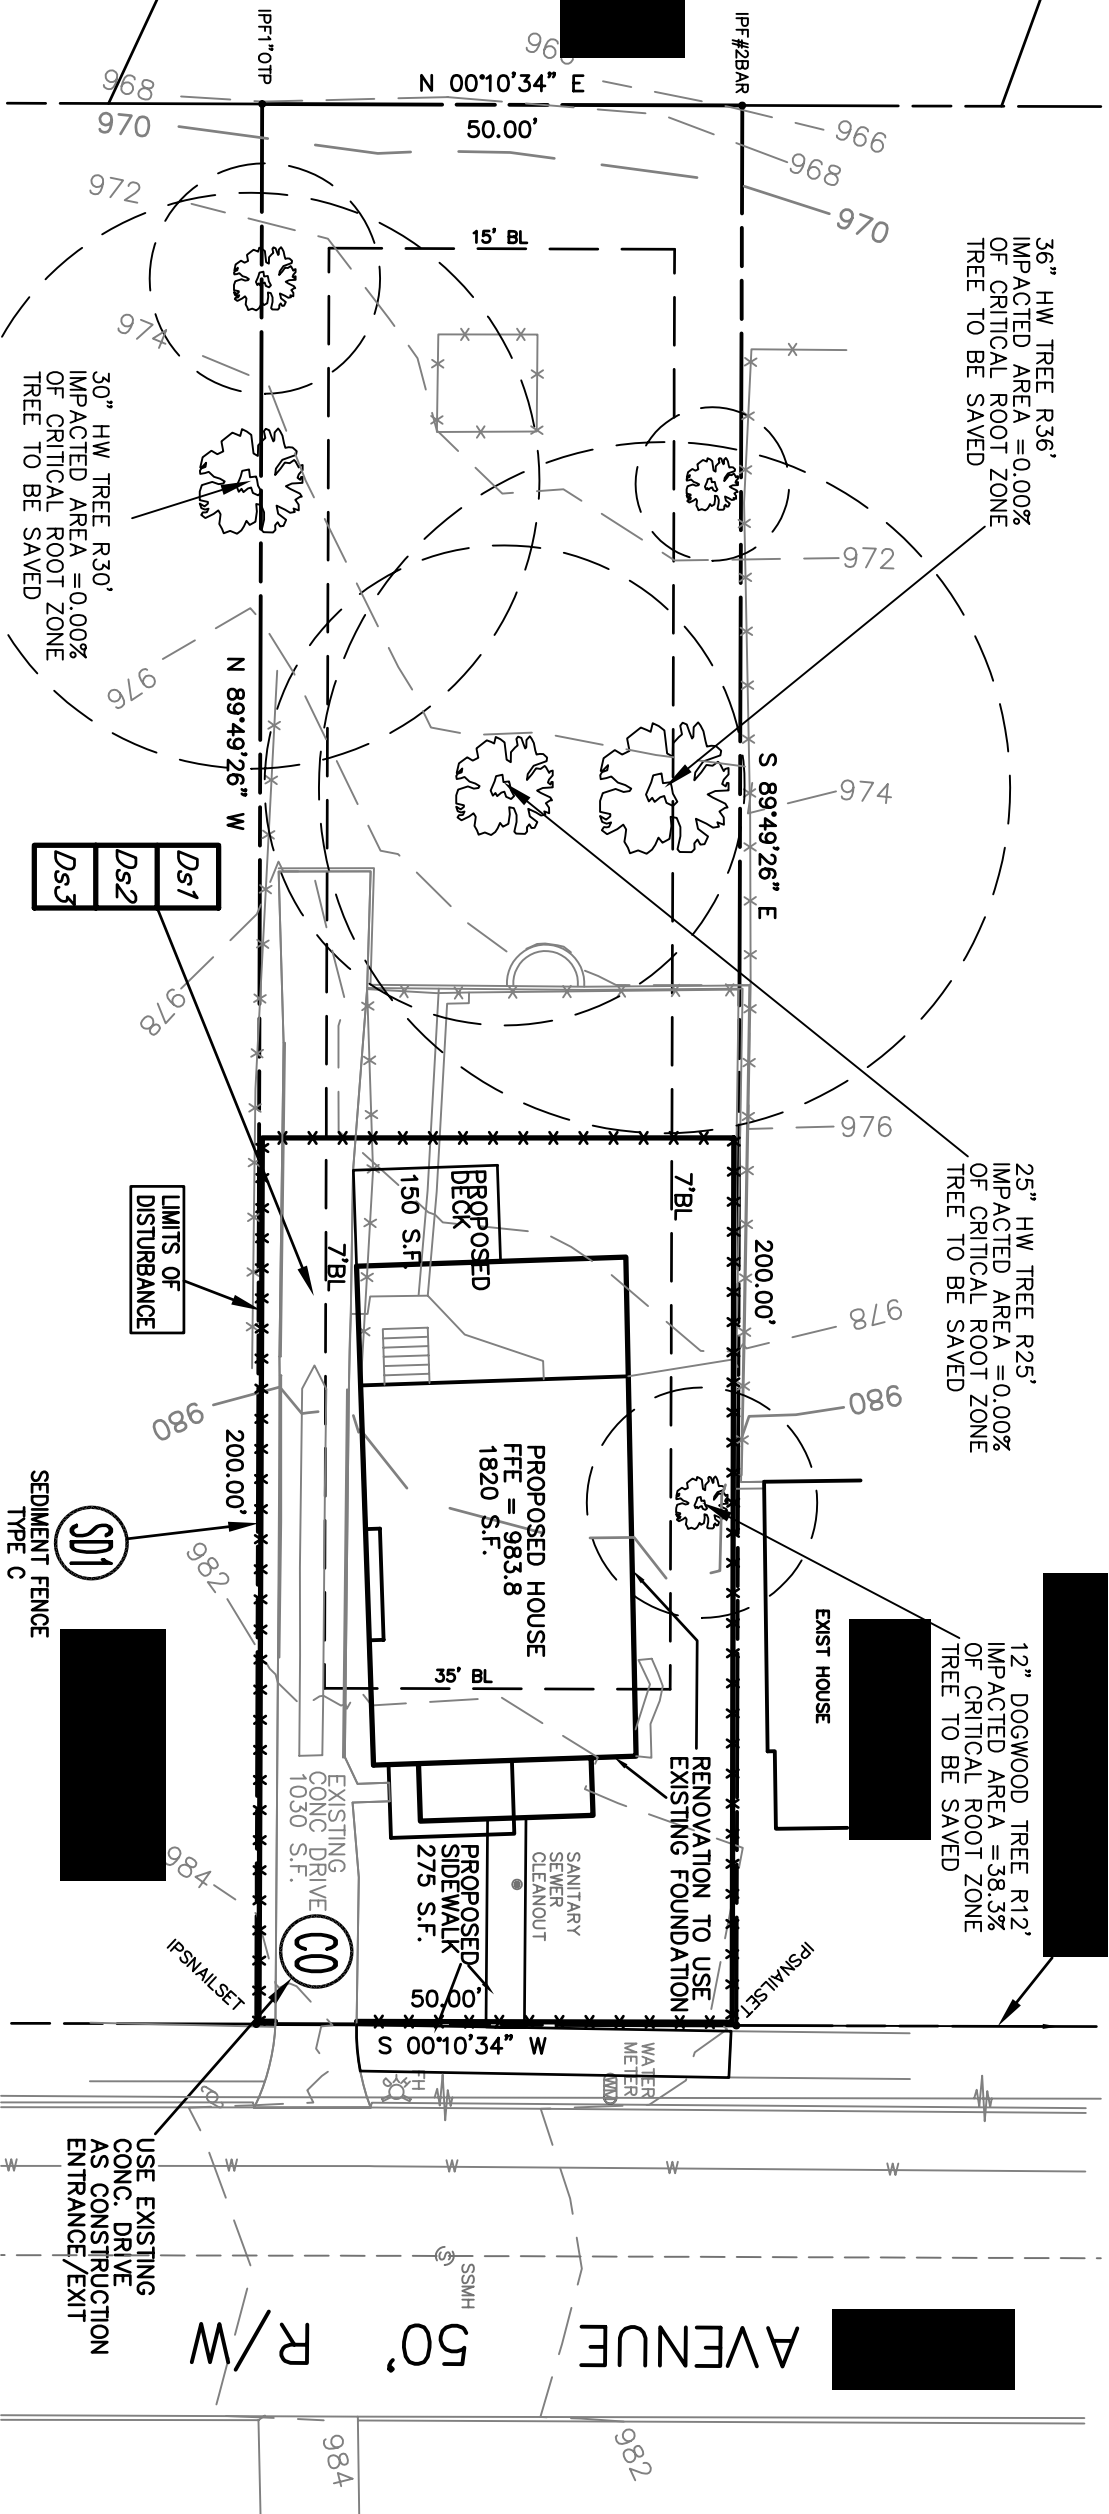 IPF1"OTP
IPF#2BAR
N 00°10'34" E
50.00'
968
970
972
974
976
978
980
982
984
966
968
970
972
974
976
978
980
15' BL
36" HW TREE R36'
IMPACTED AREA =0.00%
OF CRITICAL ROOT ZONE
TREE TO BE SAVED
30" HW TREE R30'
IMPACTED AREA =0.00%
OF CRITICAL ROOT ZONE
TREE TO BE SAVED
N 89°49'26" W
S 89°49'26" E
Ds1
Ds2
Ds3
25" HW TREE R25'
IMPACTED AREA =0.00%
OF CRITICAL ROOT ZONE
TREE TO BE SAVED
PROPOSED
DECK
150 S.F.
7'BL
7'BL
200.00'
200.00'
LIMITS OF
DISTURBANCE
PROPOSED HOUSE
FFE = 983.8
1820 S.F.
SD1
SEDIMENT FENCE
TYPE C
EXIST HOUSE
12" DOGWOOD TREE R12'
IMPACTED AREA =38.3%
OF CRITICAL ROOT ZONE
TREE TO BE SAVED
35' BL
RENOVATION TO USE
EXISTING FOUNDATION
EXISTING
CONC DRIVE
1030 S.F.
PROPOSED
SIDEWALK
275 S.F.
SANITARY
SEWER
CLEANOUT
CO
IPSNAILSET
IPSNAILSET
50.00'
S 00°10'34" W
FH
WATER
METER
WM
W
W
W
W
W
USE EXISTING
CONC. DRIVE
AS CONSTRUCTION
ENTRANCE/EXIT
S
SSMH
AVENUE 50' R/W
984
982